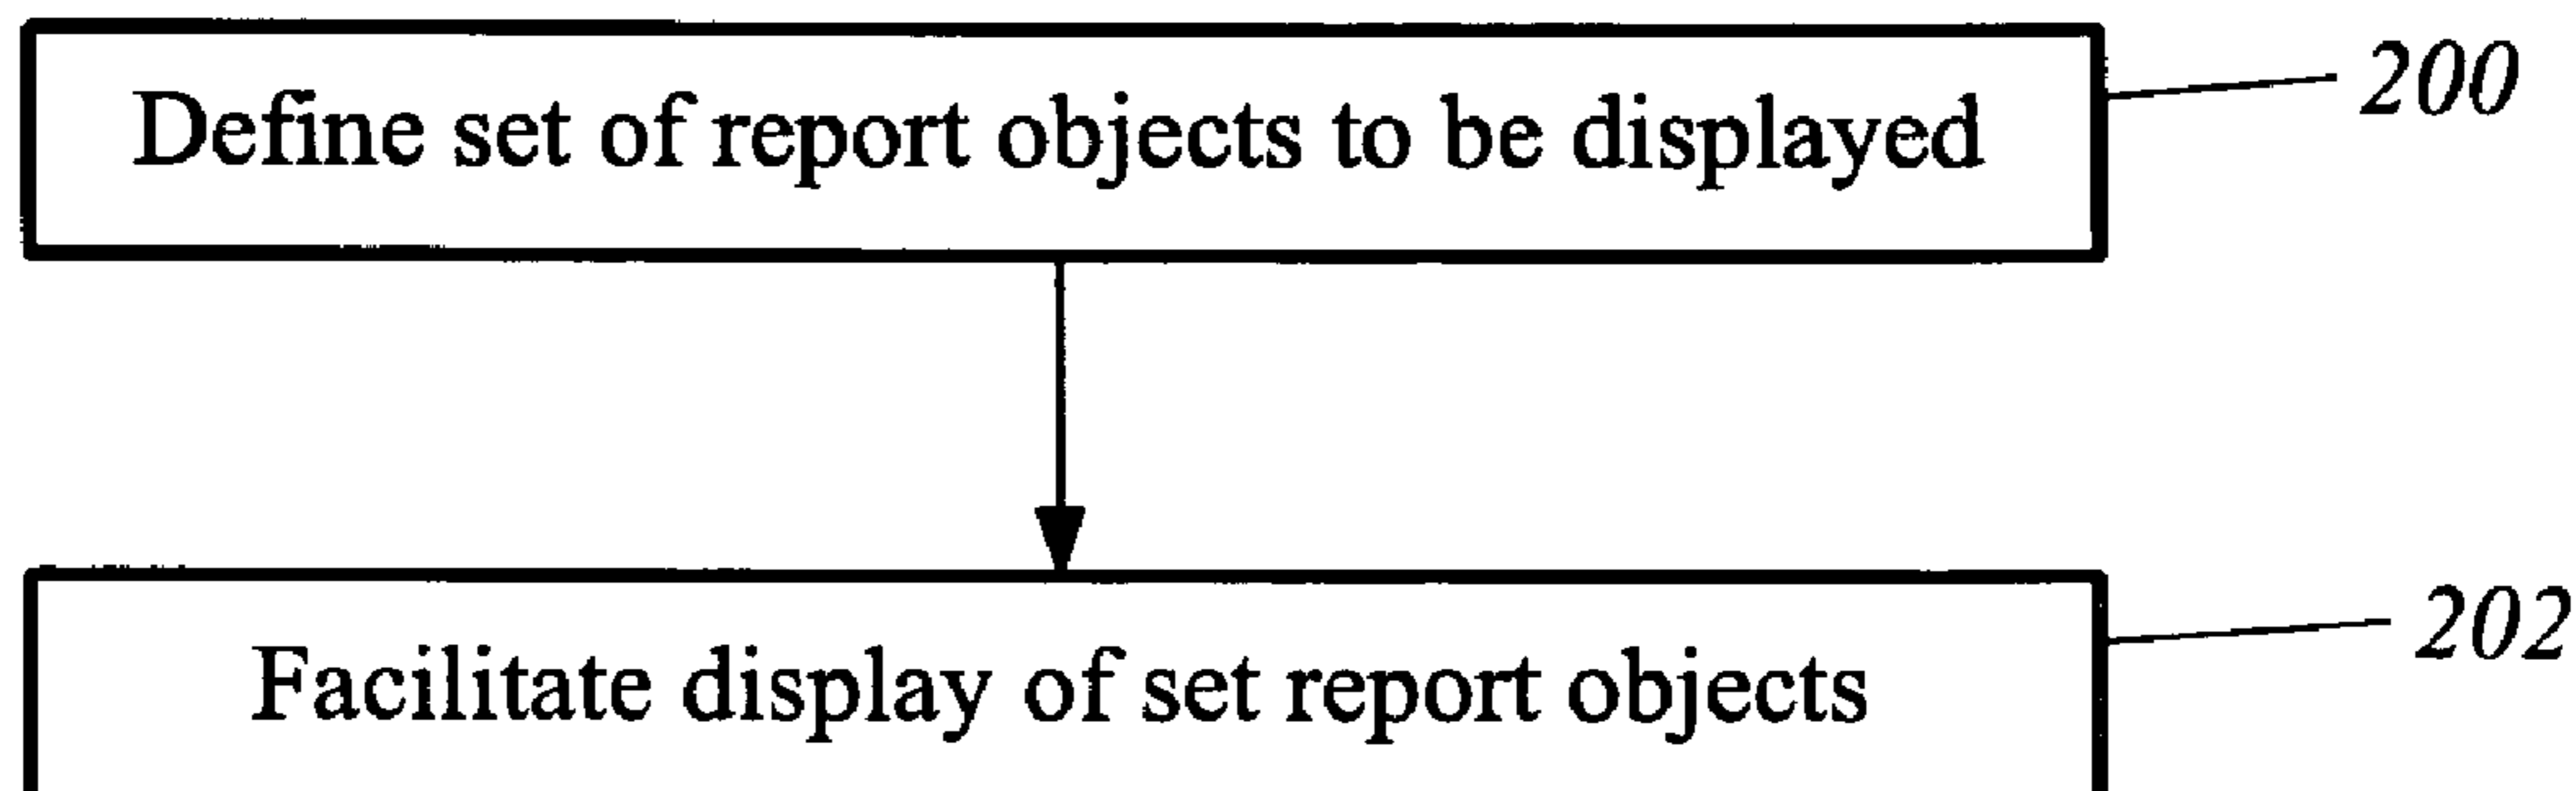 Define set of report objects to be displayed
200
Facilitate display of set report objects
202